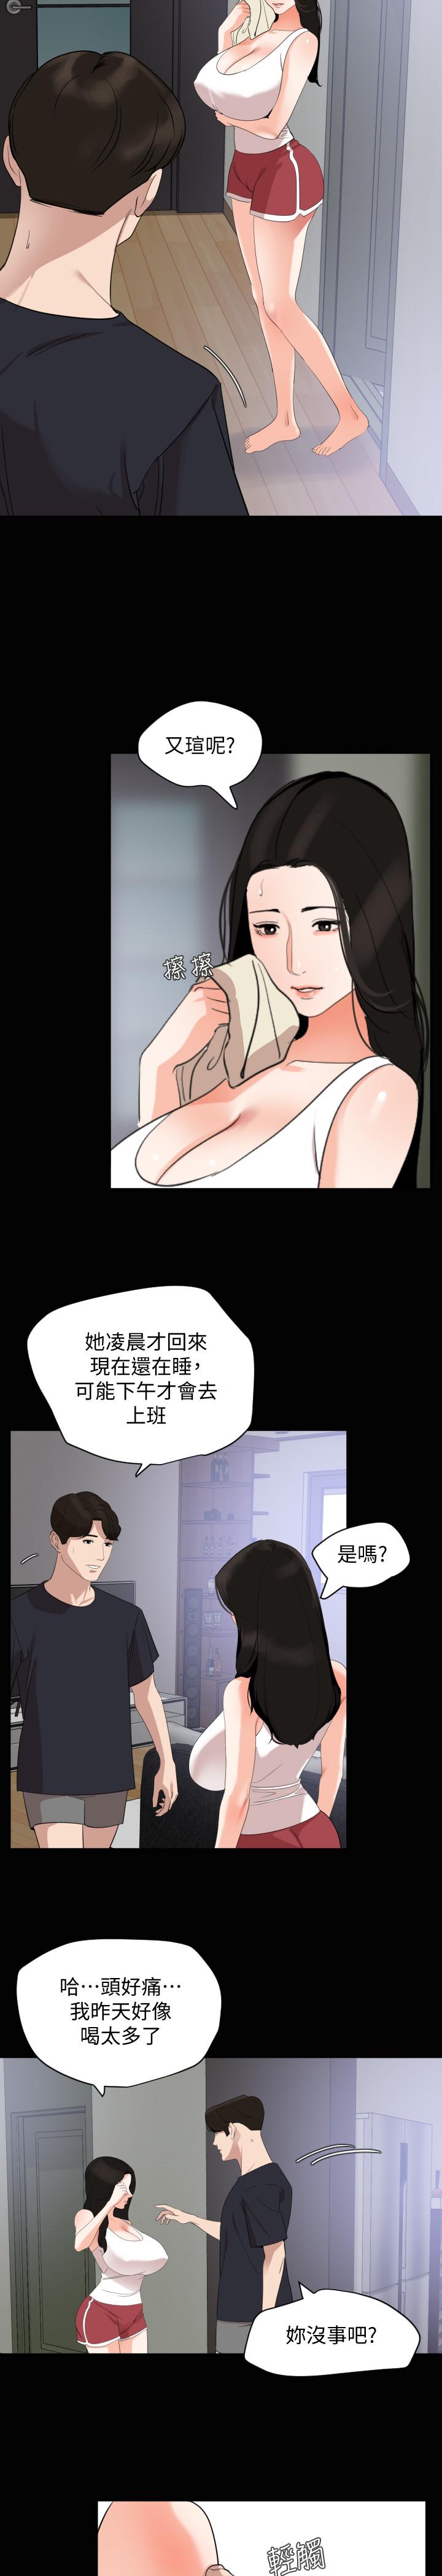 又瑄呢?
擦擦
她凌晨才回來
現在還在睡，
可能下午才會去
上班
是嗎?
哈⋯頭好痛⋯
我昨天好像
喝太多了
妳沒事吧?
輕觸